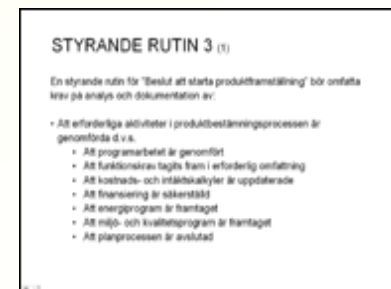 STYRANDE RUTIN 3 (1)
En styrande rutin för "Beslut att starta produktframställning" bör omfatta
krav på analys och dokumentation av:
• Att erforderliga aktiviteter i produktbestämningsprocessen är
genomförda d.v.s.
• Att programarbetet är genomfört
• Att funktionskrav tagits fram i erforderlig omfattning
• Att kostnads- och intäktskalkyler är uppdaterade
• Att finansiering är säkerställd
• Att energiprogram är framtaget
• Att miljö- och kvalitetsprogram är framtaget
• Att planprocessen är avslutad